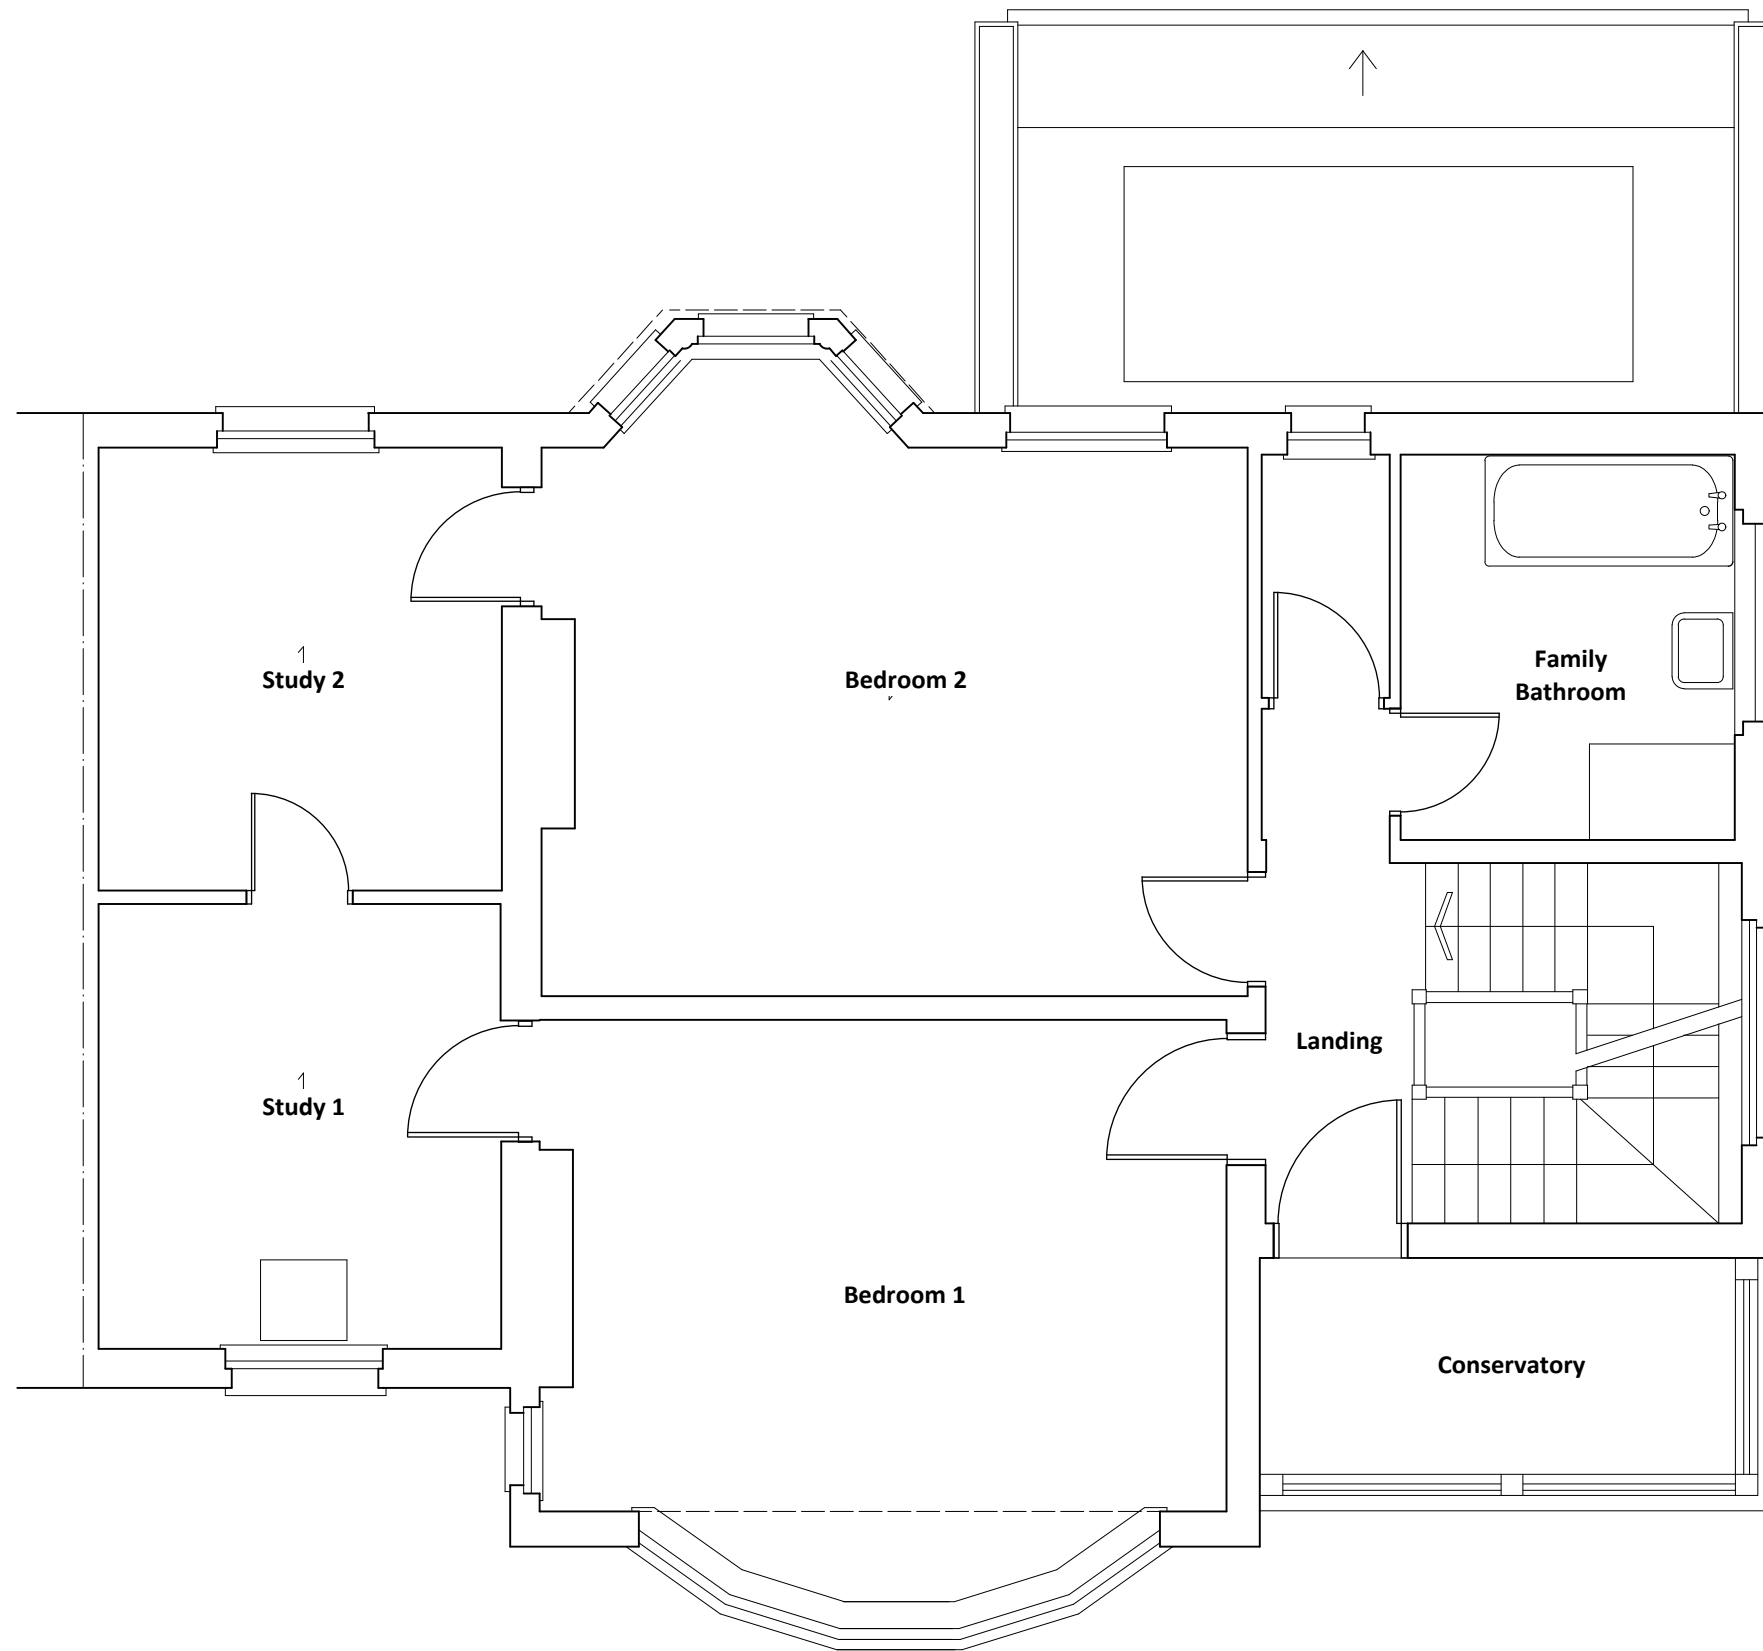 Family
Bathroom
Study 2
Bedroom 2
Landing
Study 1
Bedroom 1
Conservatory